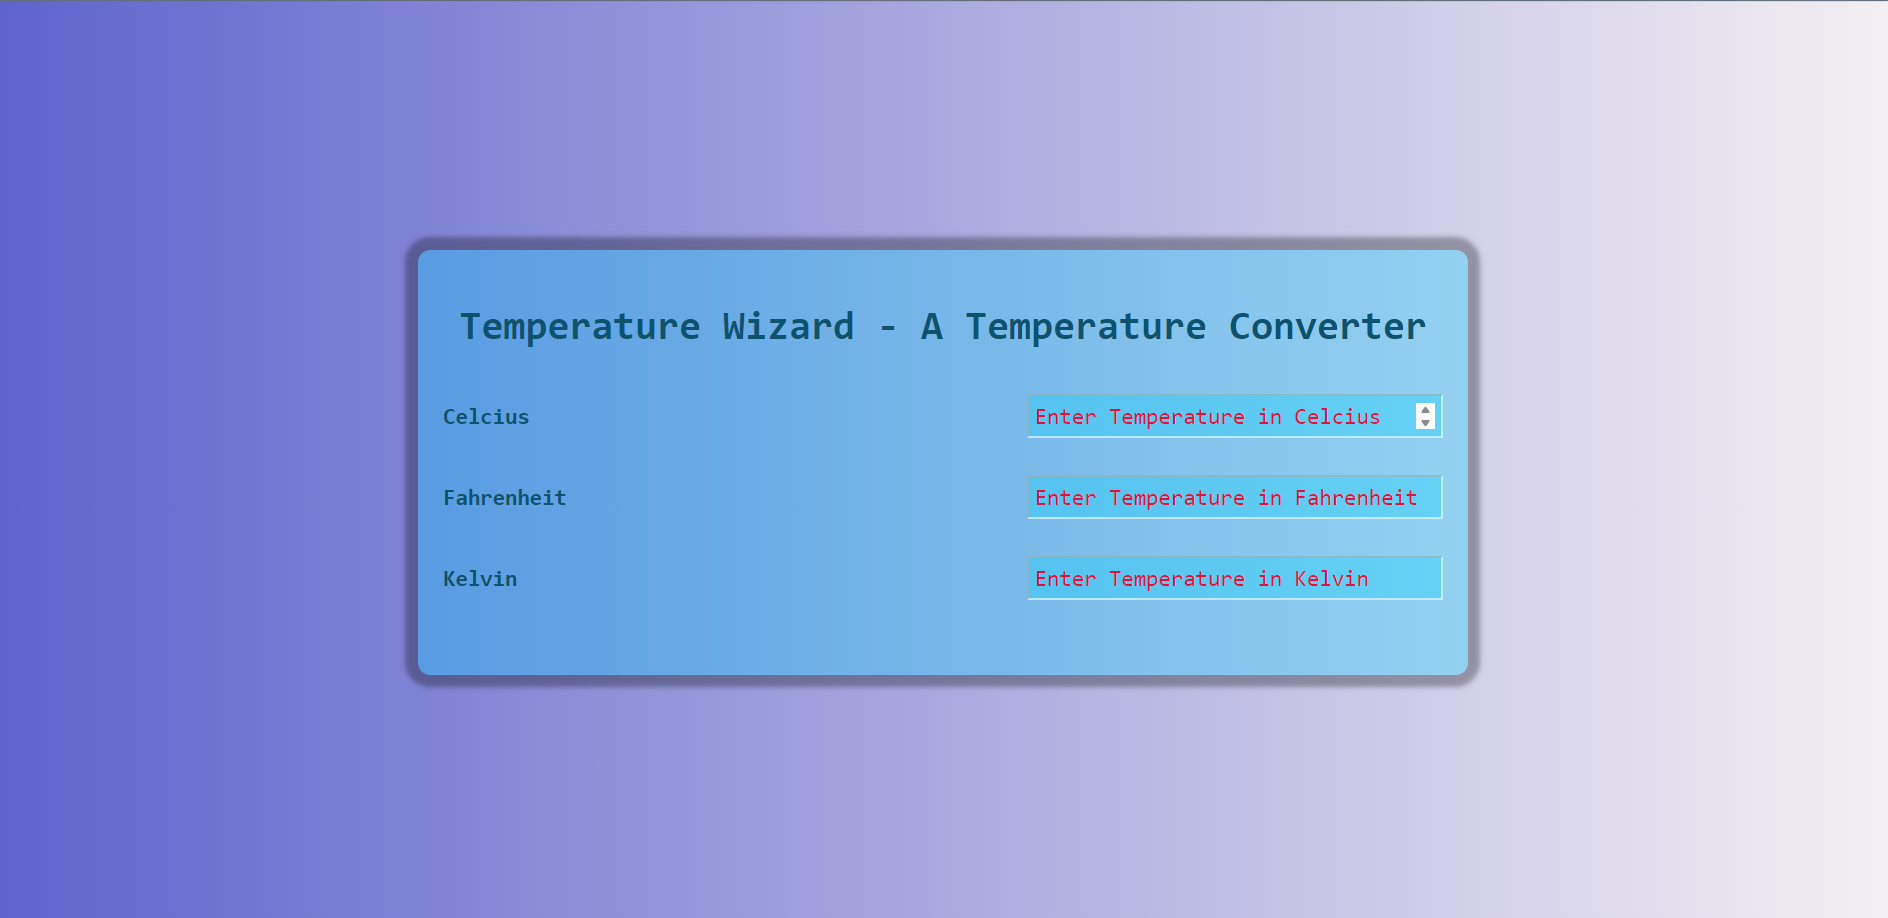 Temperature Wizard - A Temperature Converter
Celcius
Enter Temperature in Celcius
Fahrenheit
Enter Temperature in Fahrenheit
Kelvin
Enter Temperature in Kelvin